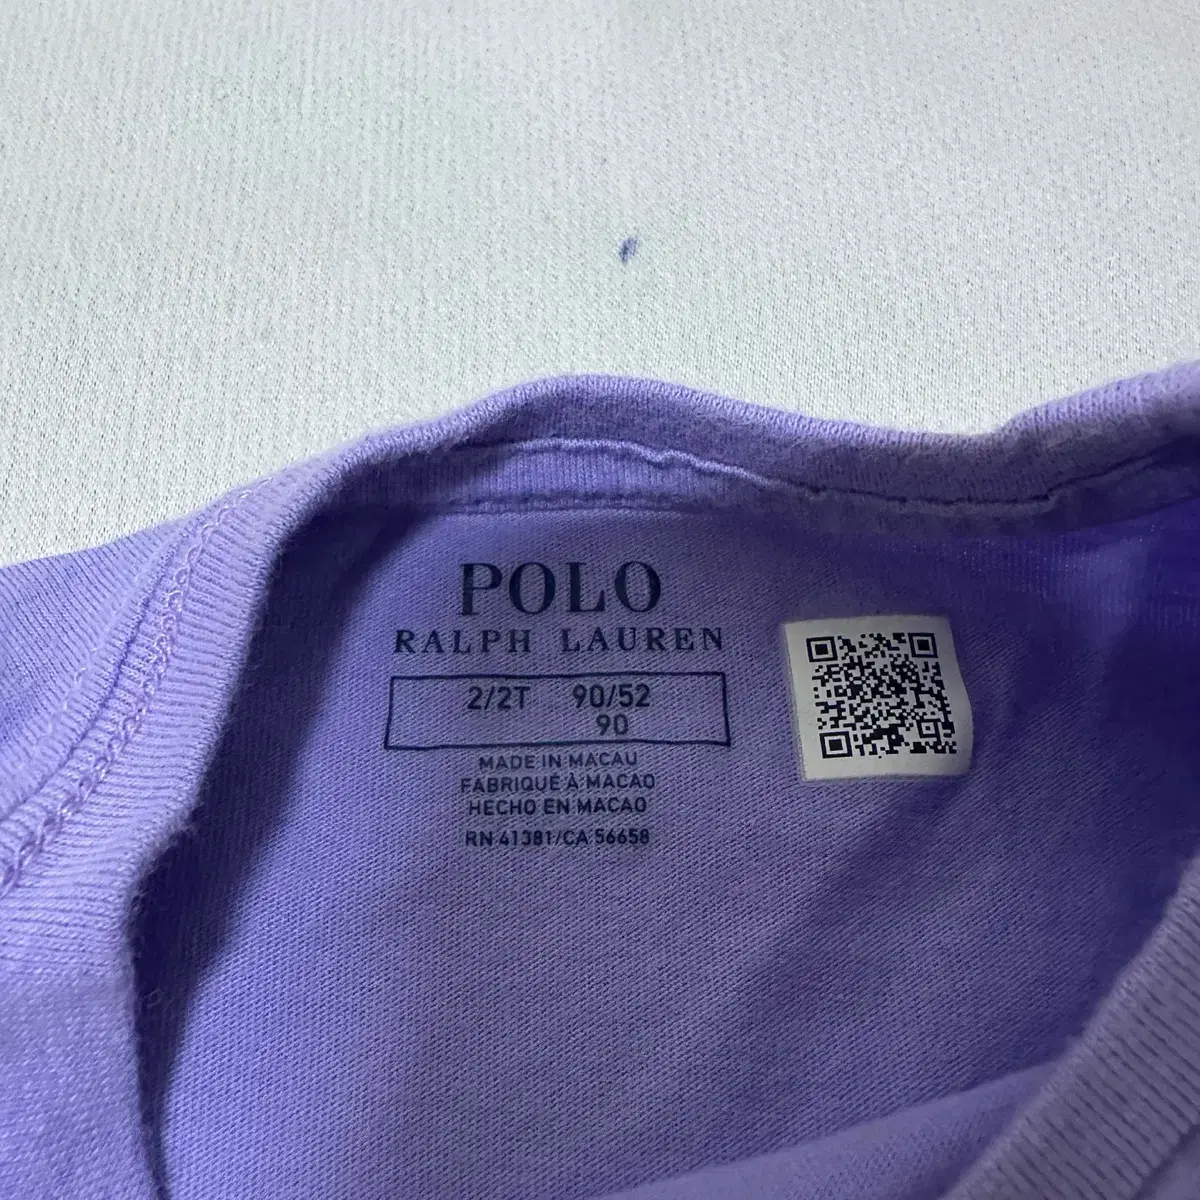 POLO
RALPH LAUREN
2/2T 90/52
90
MADE IN MACAU
FABRIQUÉ À MACAO
HECHO EN MACAO
RN 41381/CA 56658